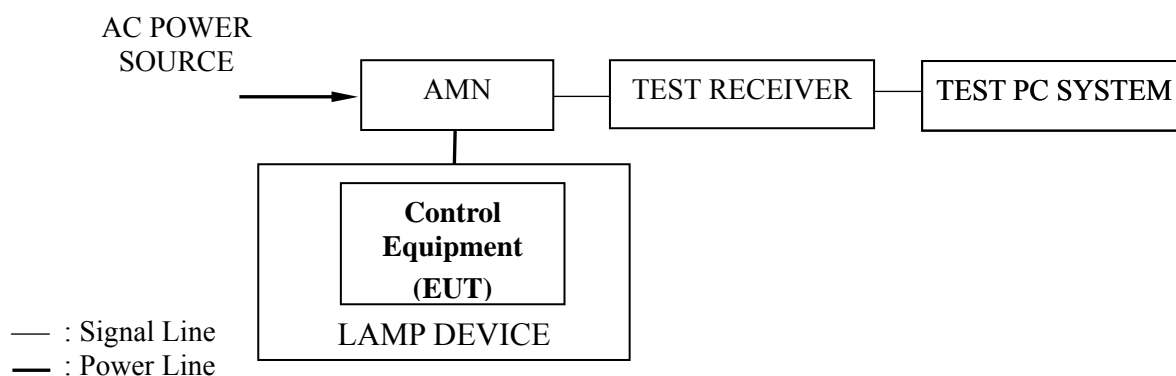 AC POWER
SOURCE
AMN
TEST RECEIVER
TEST PC SYSTEM
Control
Equipment
(EUT)
LAMP DEVICE
: Signal Line
: Power Line